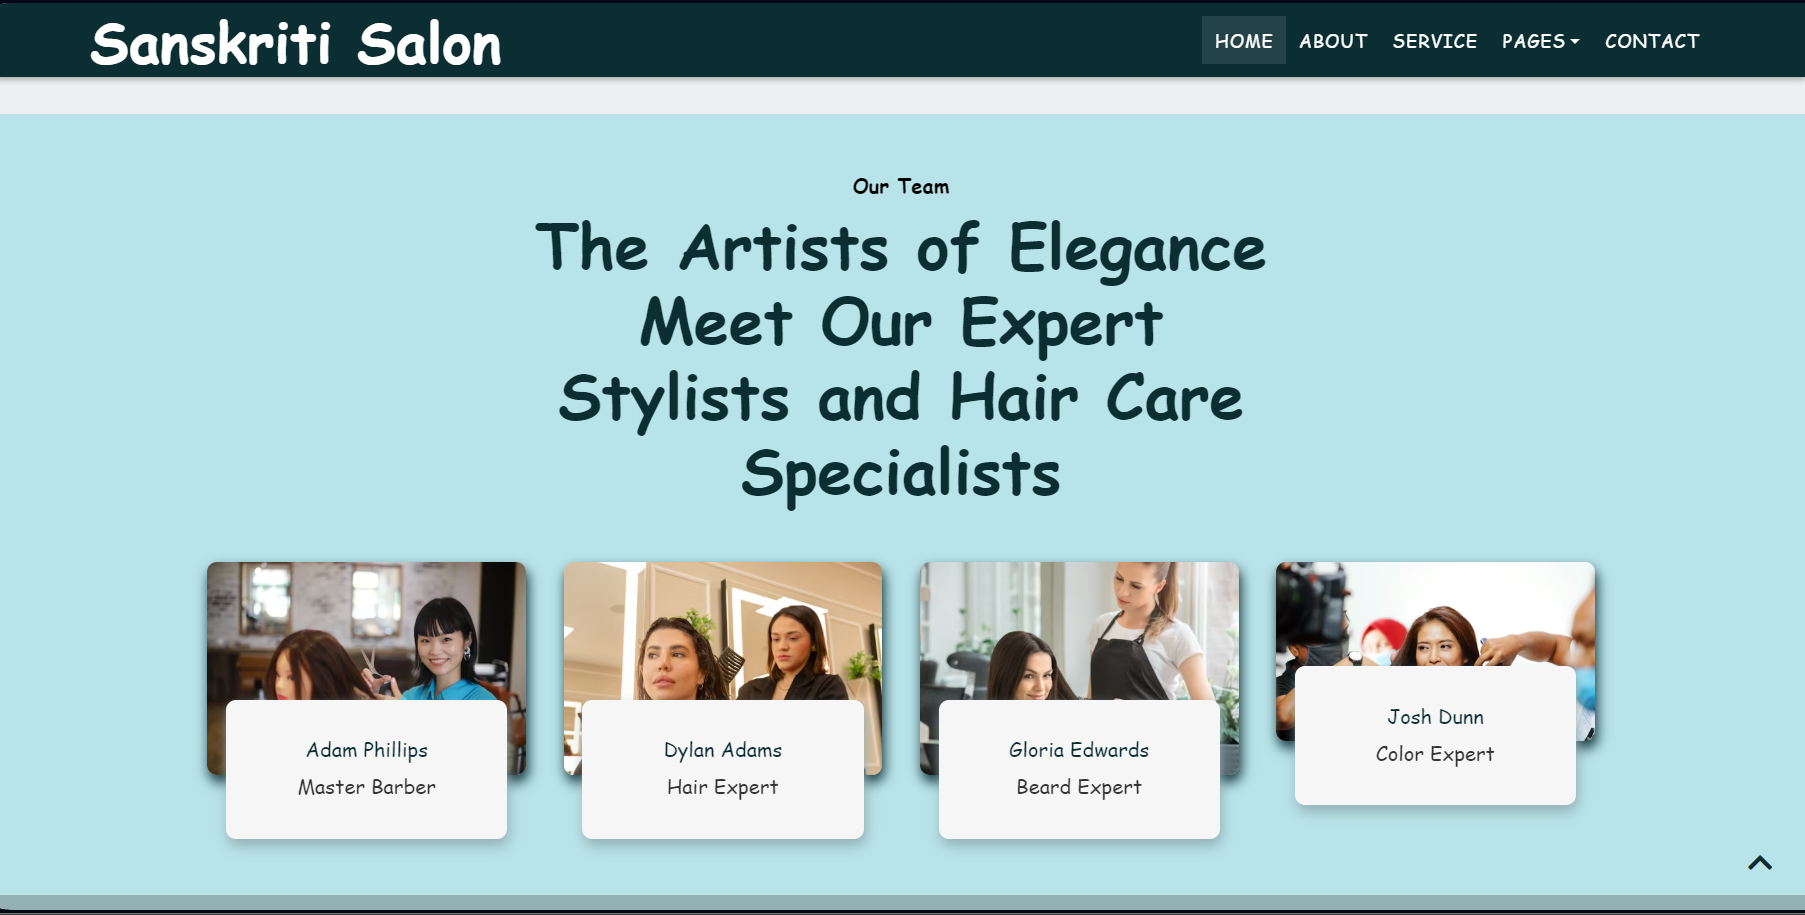 Sanskriti Salon
HOME ABOUT SERVICE PAGES CONTACT
Our Team
The Artists of Elegance
Meet Our Expert
Stylists and Hair Care
Specialists
Adam Phillips
Master Barber
Dylan Adams
Hair Expert
Gloria Edwards
Beard Expert
Josh Dunn
Color Expert